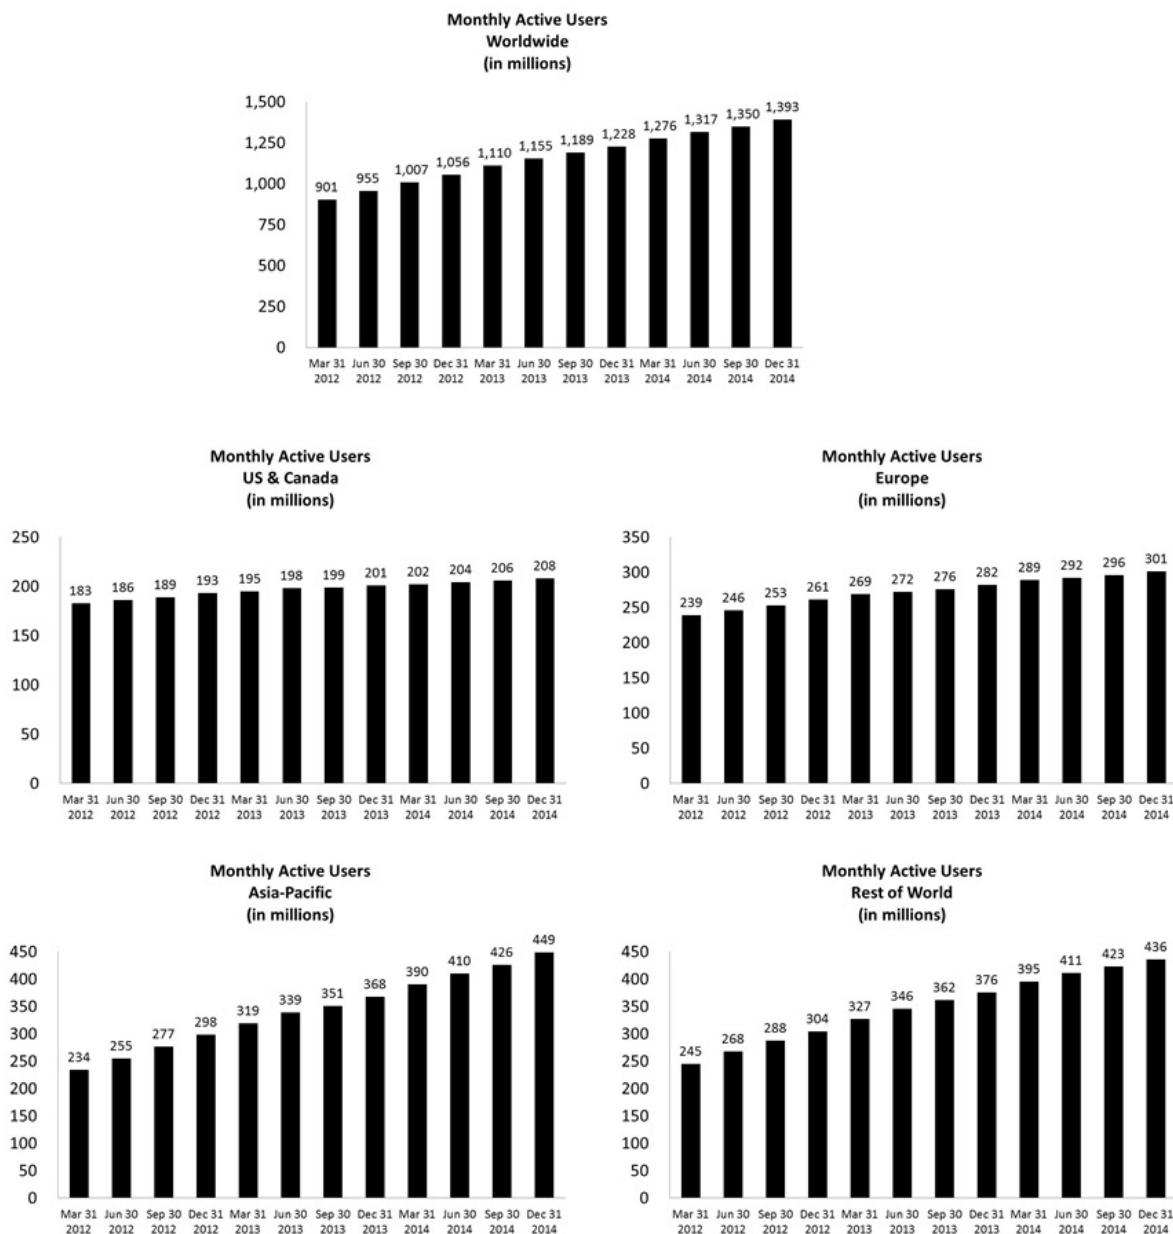 Monthly Active Users
Worldwide
(in millions)
1,500
1,250
1,000
750
500
250
0
901 955 1,007 1,056 1,110 1,155 1,189 1,228 1,276 1,317 1,350 1,393
Mar 31 Jun 30 Sep 30 Dec 31 Mar 31 Jun 30 Sep 30 Dec 31 Mar 31 Jun 30 Sep 30 Dec 31
2012 2012 2012 2012 2013 2013 2013 2013 2014 2014 2014 2014
Monthly Active Users
US & Canada
(in millions)
250
200
150
100
50
0
183 186 189 193 195 198 199 201 202 204 206 208
Mar 31 Jun 30 Sep 30 Dec 31 Mar 31 Jun 30 Sep 30 Dec 31 Mar 31 Jun 30 Sep 30 Dec 31
2012 2012 2012 2012 2013 2013 2013 2013 2014 2014 2014 2014
Monthly Active Users
Europe
(in millions)
350
300
250
200
150
100
50
0
239 246 253 261 269 272 276 282 289 292 296 301
Mar 31 Jun 30 Sep 30 Dec 31 Mar 31 Jun 30 Sep 30 Dec 31 Mar 31 Jun 30 Sep 30 Dec 31
2012 2012 2012 2012 2013 2013 2013 2013 2014 2014 2014 2014
Monthly Active Users
Asia-Pacific
(in millions)
450
400
350
300
250
200
150
100
50
0
234 255 277 298 319 339 351 368 390 410 426 449
Mar 31 Jun 30 Sep 30 Dec 31 Mar 31 Jun 30 Sep 30 Dec 31 Mar 31 Jun 30 Sep 30 Dec 31
2012 2012 2012 2012 2013 2013 2013 2013 2014 2014 2014 2014
Monthly Active Users
Rest of World
(in millions)
450
400
350
300
250
200
150
100
50
0
245 268 288 304 327 346 362 376 395 411 423 436
Mar 31 Jun 30 Sep 30 Dec 31 Mar 31 Jun 30 Sep 30 Dec 31 Mar 31 Jun 30 Sep 30 Dec 31
2012 2012 2012 2012 2013 2013 2013 2013 2014 2014 2014 2014